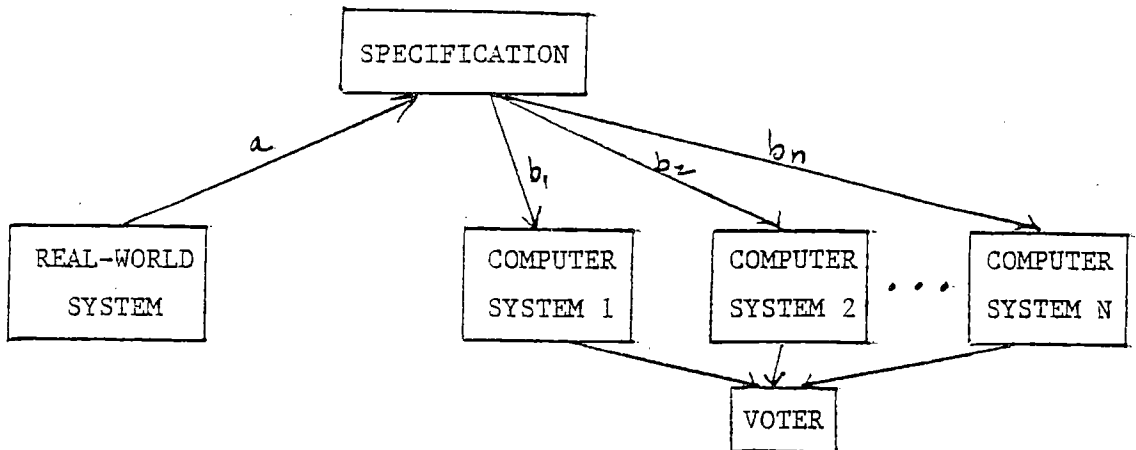 SPECIFICATION
a
b1
b2
bn
REAL-WORLD
SYSTEM
COMPUTER
SYSTEM 1
COMPUTER
SYSTEM 2
...
COMPUTER
SYSTEM N
VOTER